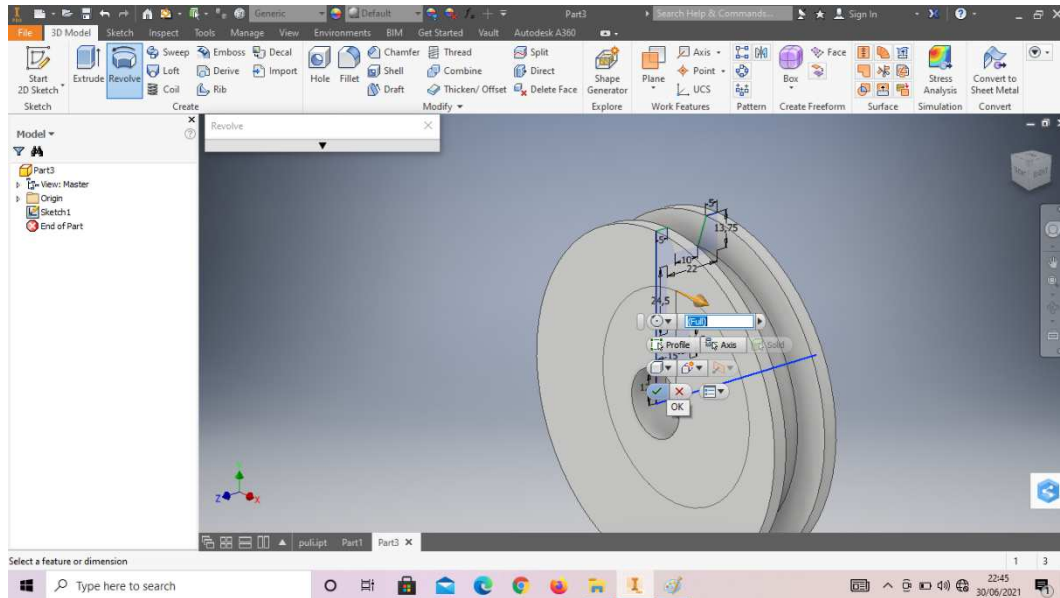 Generic
Default
Part3
Search Help & Commands...
Sign In
File 3D Model Sketch Inspect Tools Manage View Environments BIM Get Started Vault Autodesk A360
Start
2D Sketch
Extrude
Revolve
Sweep
Loft
Coil
Emboss
Derive
Rib
Decal
Import
Hole
Fillet
Chamfer
Shell
Draft
Thread
Combine
Thicken/ Offset
Split
Direct
Delete Face
Shape
Generator
Plane
Axis
Point
UCS
Box
Face
Stress
Analysis
Convert to
Sheet Metal
Sketch
Create
Modify
Explore
Work Features
Pattern
Create Freeform
Surface
Simulation
Convert
Model
Revolve
Part3
View: Master
Origin
Sketch1
End of Part
5
13,75
5
10
22
24,5
(Full)
Profile Axis Solid
15
OK
Y
Z
X
puli.ipt Part1 Part3
Select a feature or dimension
1 3
Type here to search
22:45
30/06/2021